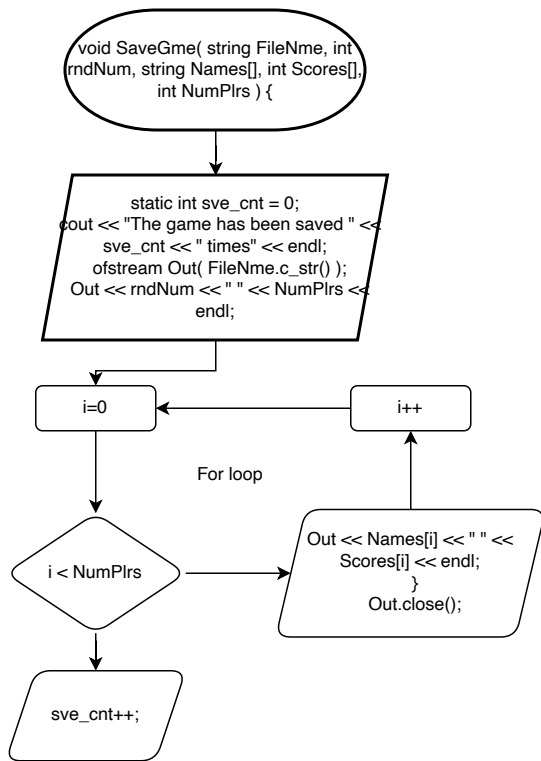 void SaveGme( string FileNme, int
rndNum, string Names[], int Scores[],
int NumPlrs ) {
static int sve_cnt = 0;
cout << "The game has been saved " <<
sve_cnt << " times" << endl;
ofstream Out( FileNme.c_str() );
Out << rndNum << " " << NumPlrs <<
endl;
i=0
i++
For loop
i < NumPlrs
Out << Names[i] << " " <<
Scores[i] << endl;
}
Out.close();
sve_cnt++;